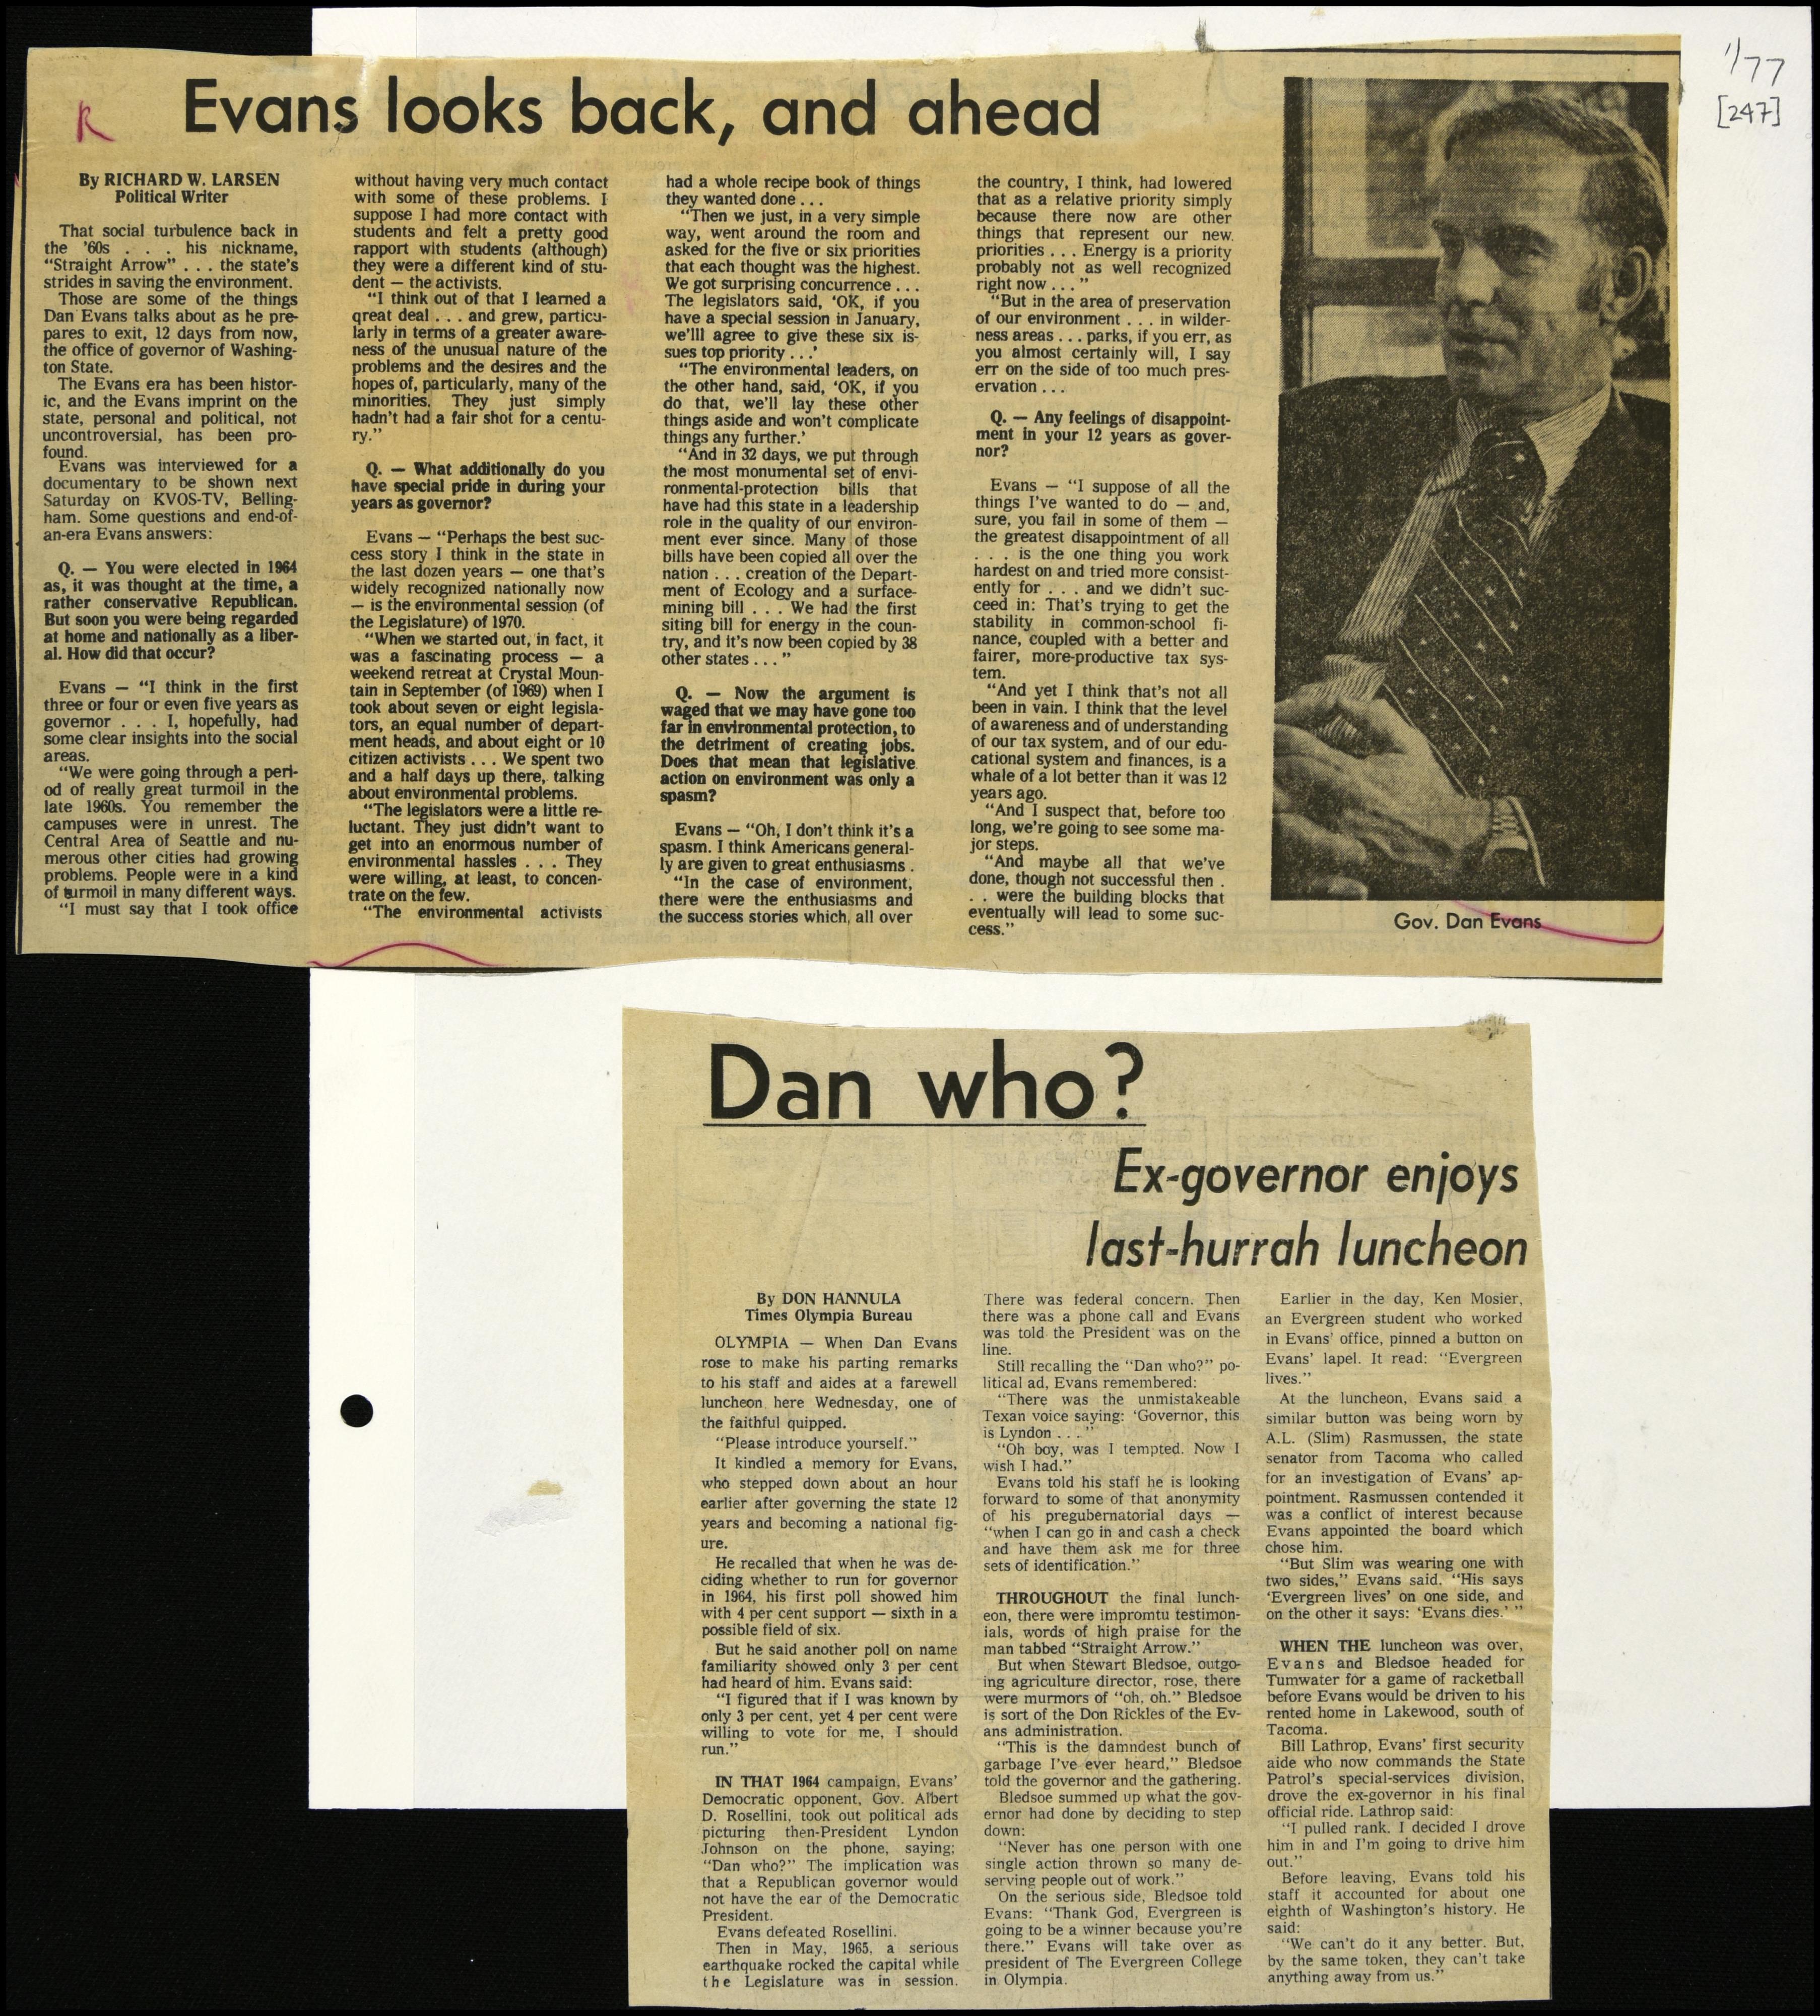 1/77
[247]
R
Evans looks back, and ahead
By RICHARD W. LARSEN
Political Writer
That social turbulence back in
the '60s . . . his nickname,
“Straight Arrow” . . . the state's
strides in saving the environment.
Those are some of the things
Dan Evans talks about as he pre-
pares to exit, 12 days from now,
the office of governor of Washing-
ton State.
The Evans era has been histor-
ic, and the Evans imprint on the
state, personal and political, not
uncontroversial, has been pro-
found.
Evans was interviewed for a
documentary to be shown next
Saturday on KVOS-TV, Belling-
ham. Some questions and end-of-
an-era Evans answers:
Q. — You were elected in 1964
as, it was thought at the time, a
rather conservative Republican.
But soon you were being regarded
at home and nationally as a liber-
al. How did that occur?
Evans — “I think in the first
three or four or even five years as
governor . . . I, hopefully, had
some clear insights into the social
areas.
“We were going through a peri-
od of really great turmoil in the
late 1960s. You remember the
campuses were in unrest. The
Central Area of Seattle and nu-
merous other cities had growing
problems. People were in a kind
of turmoil in many different ways.
“I must say that I took office
without having very much contact
with some of these problems. I
suppose I had more contact with
students and felt a pretty good
rapport with students (although)
they were a different kind of stu-
dent — the activists.
“I think out of that I learned a
qreat deal . . . and grew, particu-
larly in terms of a greater aware-
ness of the unusual nature of the
problems and the desires and the
hopes of, particularly, many of the
minorities. They just simply
hadn't had a fair shot for a centu-
ry.”
Q. — What additionally do you
have special pride in during your
years as governor?
Evans — “Perhaps the best suc-
cess story I think in the state in
the last dozen years — one that's
widely recognized nationally now
— is the environmental session (of
the Legislature) of 1970.
“When we started out, in fact, it
was a fascinating process — a
weekend retreat at Crystal Moun-
tain in September (of 1969) when I
took about seven or eight legisla-
tors, an equal number of depart-
ment heads, and about eight or 10
citizen activists . . . We spent two
and a half days up there, talking
about environmental problems.
“The legislators were a little re-
luctant. They just didn't want to
get into an enormous number of
environmental hassles . . . They
were willing, at least, to concen-
trate on the few.
“The environmental activists
had a whole recipe book of things
they wanted done . . .
“Then we just, in a very simple
way, went around the room and
asked for the five or six priorities
that each thought was the highest.
We got surprising concurrence . . .
The legislators said, ‘OK, if you
have a special session in January,
we'lll agree to give these six is-
sues top priority . . .’
“The environmental leaders, on
the other hand, said, ‘OK, if you
do that, we'll lay these other
things aside and won't complicate
things any further.’
“And in 32 days, we put through
the most monumental set of envi-
ronmental-protection bills that
have had this state in a leadership
role in the quality of our environ-
ment ever since. Many of those
bills have been copied all over the
nation . . . creation of the Depart-
ment of Ecology and a surface-
mining bill . . . We had the first
siting bill for energy in the coun-
try, and it's now been copied by 38
other states . . . ”
Q. — Now the argument is
waged that we may have gone too
far in environmental protection, to
the detriment of creating jobs.
Does that mean that legislative
action on environment was only a
spasm?
Evans — “Oh, I don't think it's a
spasm. I think Americans general-
ly are given to great enthusiasms .
“In the case of environment,
there were the enthusiasms and
the success stories which, all over
the country, I think, had lowered
that as a relative priority simply
because there now are other
things that represent our new
priorities . . . Energy is a priority
probably not as well recognized
right now . . . ”
“But in the area of preservation
of our environment . . . in wilder-
ness areas . . . parks, if you err, as
you almost certainly will, I say
err on the side of too much pres-
ervation . . .
Q. — Any feelings of disappoint-
ment in your 12 years as gover-
nor?
Evans — “I suppose of all the
things I've wanted to do — and,
sure, you fail in some of them —
the greatest disappointment of all
. . . is the one thing you work
hardest on and tried more consist-
ently for . . . and we didn't suc-
ceed in: That's trying to get the
stability in common-school fi-
nance, coupled with a better and
fairer, more-productive tax sys-
tem.
“And yet I think that's not all
been in vain. I think that the level
of awareness and of understanding
of our tax system, and of our edu-
cational system and finances, is a
whale of a lot better than it was 12
years ago.
“And I suspect that, before too
long, we're going to see some ma-
jor steps.
“And maybe all that we've
done, though not successful then .
. . were the building blocks that
eventually will lead to some suc-
cess.”
Gov. Dan Evans
Dan who?
Ex-governor enjoys
last-hurrah luncheon
By DON HANNULA
Times Olympia Bureau
OLYMPIA — When Dan Evans
rose to make his parting remarks
to his staff and aides at a farewell
luncheon here Wednesday, one of
the faithful quipped.
“Please introduce yourself.”
It kindled a memory for Evans,
who stepped down about an hour
earlier after governing the state 12
years and becoming a national fig-
ure.
He recalled that when he was de-
ciding whether to run for governor
in 1964, his first poll showed him
with 4 per cent support — sixth in a
possible field of six.
But he said another poll on name
familiarity showed only 3 per cent
had heard of him. Evans said:
“I figured that if I was known by
only 3 per cent, yet 4 per cent were
willing to vote for me, I should
run.”
IN THAT 1964 campaign, Evans'
Democratic opponent, Gov. Albert
D. Rosellini, took out political ads
picturing then-President Lyndon
Johnson on the phone, saying;
“Dan who?” The implication was
that a Republican governor would
not have the ear of the Democratic
President.
Evans defeated Rosellini.
Then in May, 1965, a serious
earthquake rocked the capital while
the Legislature was in session.
There was federal concern. Then
there was a phone call and Evans
was told the President was on the
line.
Still recalling the “Dan who?” po-
litical ad, Evans remembered:
“There was the unmistakeable
Texan voice saying: ‘Governor, this
is Lyndon . . .”
“Oh boy, was I tempted. Now I
wish I had.”
Evans told his staff he is looking
forward to some of that anonymity
of his pregubernatorial days —
“when I can go in and cash a check
and have them ask me for three
sets of identification.”
THROUGHOUT the final lunch-
eon, there were impromtu testimon-
ials, words of high praise for the
man tabbed “Straight Arrow.”
But when Stewart Bledsoe, outgo-
ing agriculture director, rose, there
were murmors of “oh, oh.” Bledsoe
is sort of the Don Rickles of the Ev-
ans administration.
“This is the damndest bunch of
garbage I've ever heard,” Bledsoe
told the governor and the gathering.
Bledsoe summed up what the gov-
ernor had done by deciding to step
down:
“Never has one person with one
single action thrown so many de-
serving people out of work.”
On the serious side, Bledsoe told
Evans: “Thank God, Evergreen is
going to be a winner because you're
there.” Evans will take over as
president of The Evergreen College
in Olympia.
Earlier in the day, Ken Mosier,
an Evergreen student who worked
in Evans' office, pinned a button on
Evans' lapel. It read: “Evergreen
lives.”
At the luncheon, Evans said a
similar button was being worn by
A.L. (Slim) Rasmussen, the state
senator from Tacoma who called
for an investigation of Evans' ap-
pointment. Rasmussen contended it
was a conflict of interest because
Evans appointed the board which
chose him.
“But Slim was wearing one with
two sides,” Evans said. “His says
‘Evergreen lives’ on one side, and
on the other it says: ‘Evans dies.’ ”
WHEN THE luncheon was over,
Evans and Bledsoe headed for
Tumwater for a game of racketball
before Evans would be driven to his
rented home in Lakewood, south of
Tacoma.
Bill Lathrop, Evans' first security
aide who now commands the State
Patrol's special-services division,
drove the ex-governor in his final
official ride. Lathrop said:
“I pulled rank. I decided I drove
him in and I'm going to drive him
out.”
Before leaving, Evans told his
staff it accounted for about one
eighth of Washington's history. He
said:
“We can't do it any better. But,
by the same token, they can't take
anything away from us.”